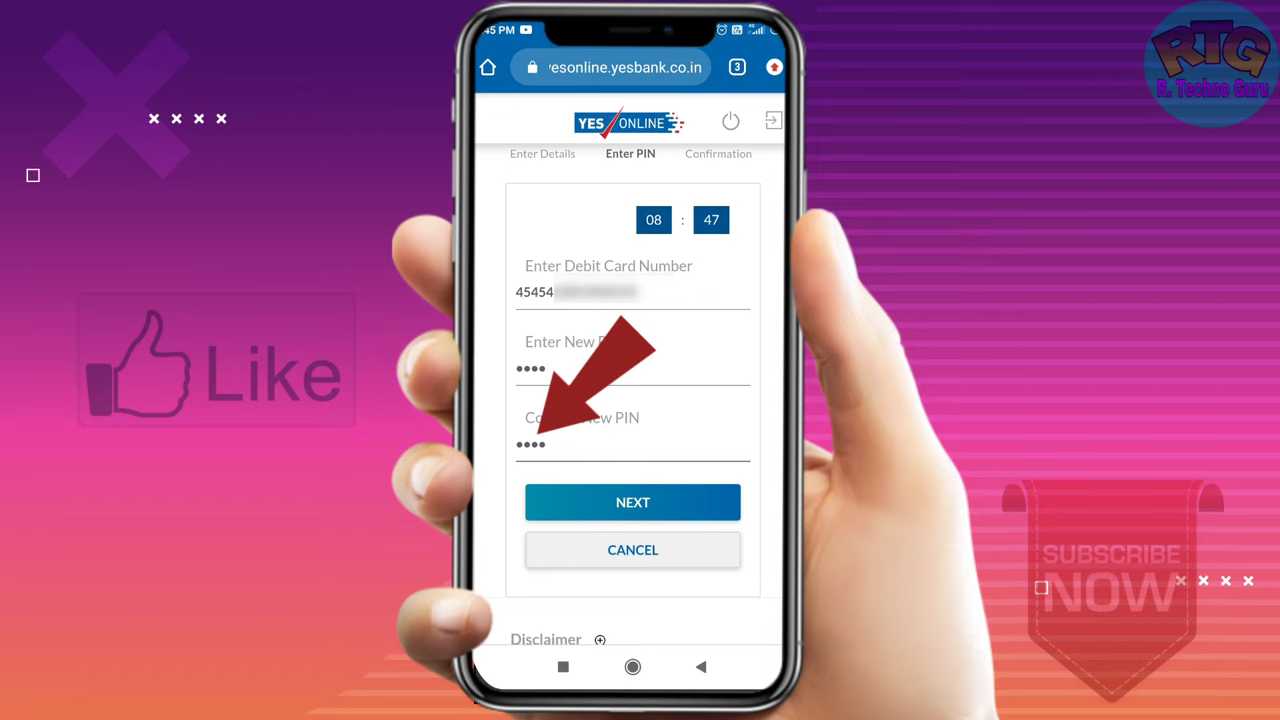 45 PM
RTG
R. Techno Guru
yesonline.yesbank.co.in
3
YES ONLINE
Enter Details
Enter PIN
Confirmation
08 : 47
Enter Debit Card Number
45454
Enter New
••••
New PIN
••••
NEXT
CANCEL
Disclaimer
Like
SUBSCRIBE
NOW